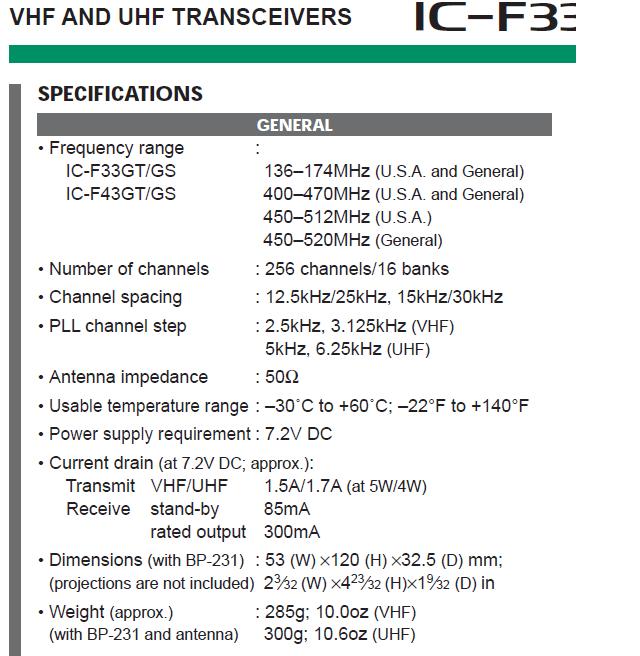 VHF AND UHF TRANSCEIVERS IC-F33
SPECIFICATIONS
GENERAL
• Frequency range :
IC-F33GT/GS 136–174MHz (U.S.A. and General)
IC-F43GT/GS 400–470MHz (U.S.A. and General)
450–512MHz (U.S.A.)
450–520MHz (General)
• Number of channels : 256 channels/16 banks
• Channel spacing : 12.5kHz/25kHz, 15kHz/30kHz
• PLL channel step : 2.5kHz, 3.125kHz (VHF)
5kHz, 6.25kHz (UHF)
• Antenna impedance : 50Ω
• Usable temperature range : –30˚C to +60˚C; –22°F to +140°F
• Power supply requirement : 7.2V DC
• Current drain (at 7.2V DC; approx.):
Transmit VHF/UHF 1.5A/1.7A (at 5W/4W)
Receive stand-by 85mA
rated output 300mA
• Dimensions (with BP-231) : 53 (W) ×120 (H) ×32.5 (D) mm;
(projections are not included) 2 3⁄32 (W) ×4 23⁄32 (H)×1 9⁄32 (D) in
• Weight (approx.) : 285g; 10.0oz (VHF)
(with BP-231 and antenna) 300g; 10.6oz (UHF)